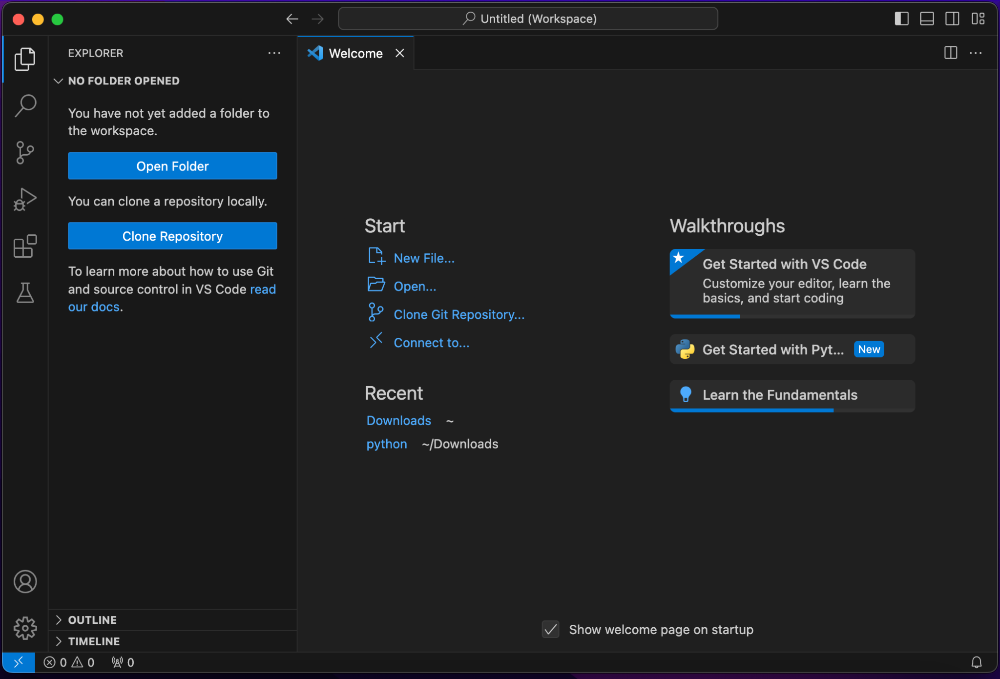 Untitled (Workspace)
EXPLORER
Welcome
NO FOLDER OPENED
You have not yet added a folder to
the workspace.
Open Folder
You can clone a repository locally.
Clone Repository
To learn more about how to use Git
and source control in VS Code read
our docs.
Start
New File...
Open...
Clone Git Repository...
Connect to...
Recent
Downloads ~
python ~/Downloads
Walkthroughs
Get Started with VS Code
Customize your editor, learn the
basics, and start coding
Get Started with Pyt... New
Learn the Fundamentals
OUTLINE
TIMELINE
Show welcome page on startup
0 0 0